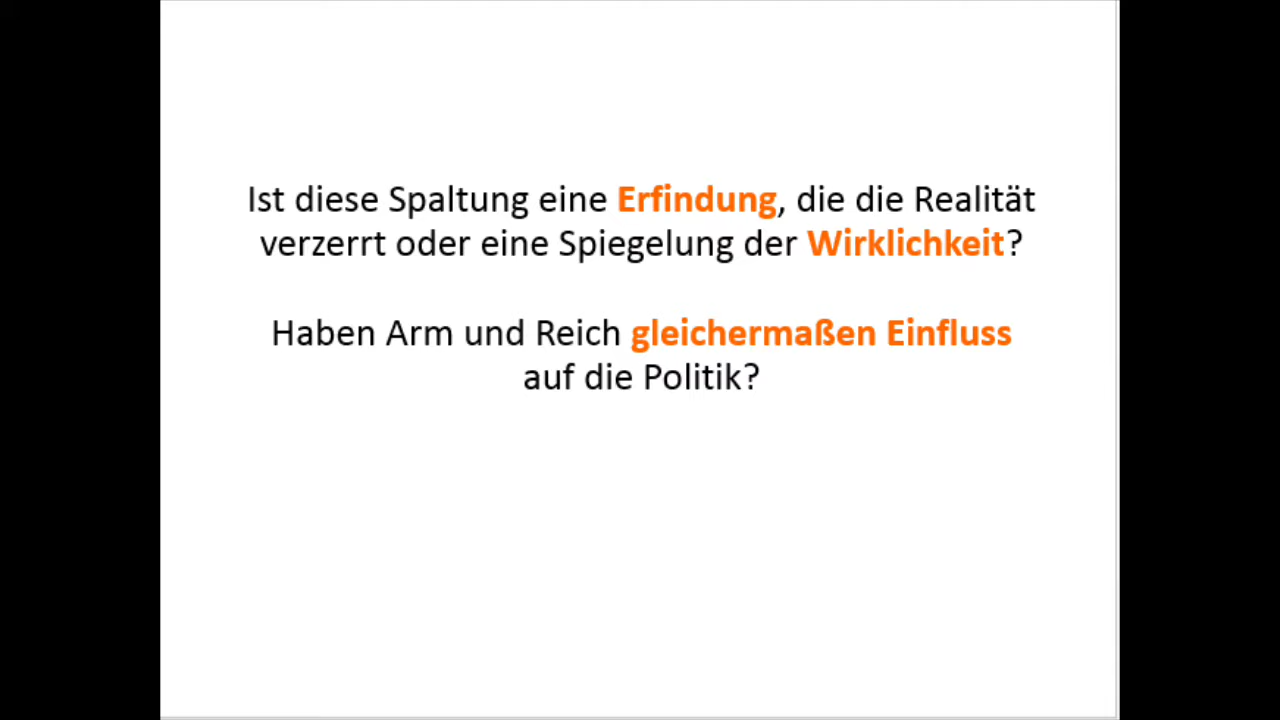 Ist diese Spaltung eine Erfindung, die die Realität
verzerrt oder eine Spiegelung der Wirklichkeit?
Haben Arm und Reich gleichermaßen Einfluss
auf die Politik?